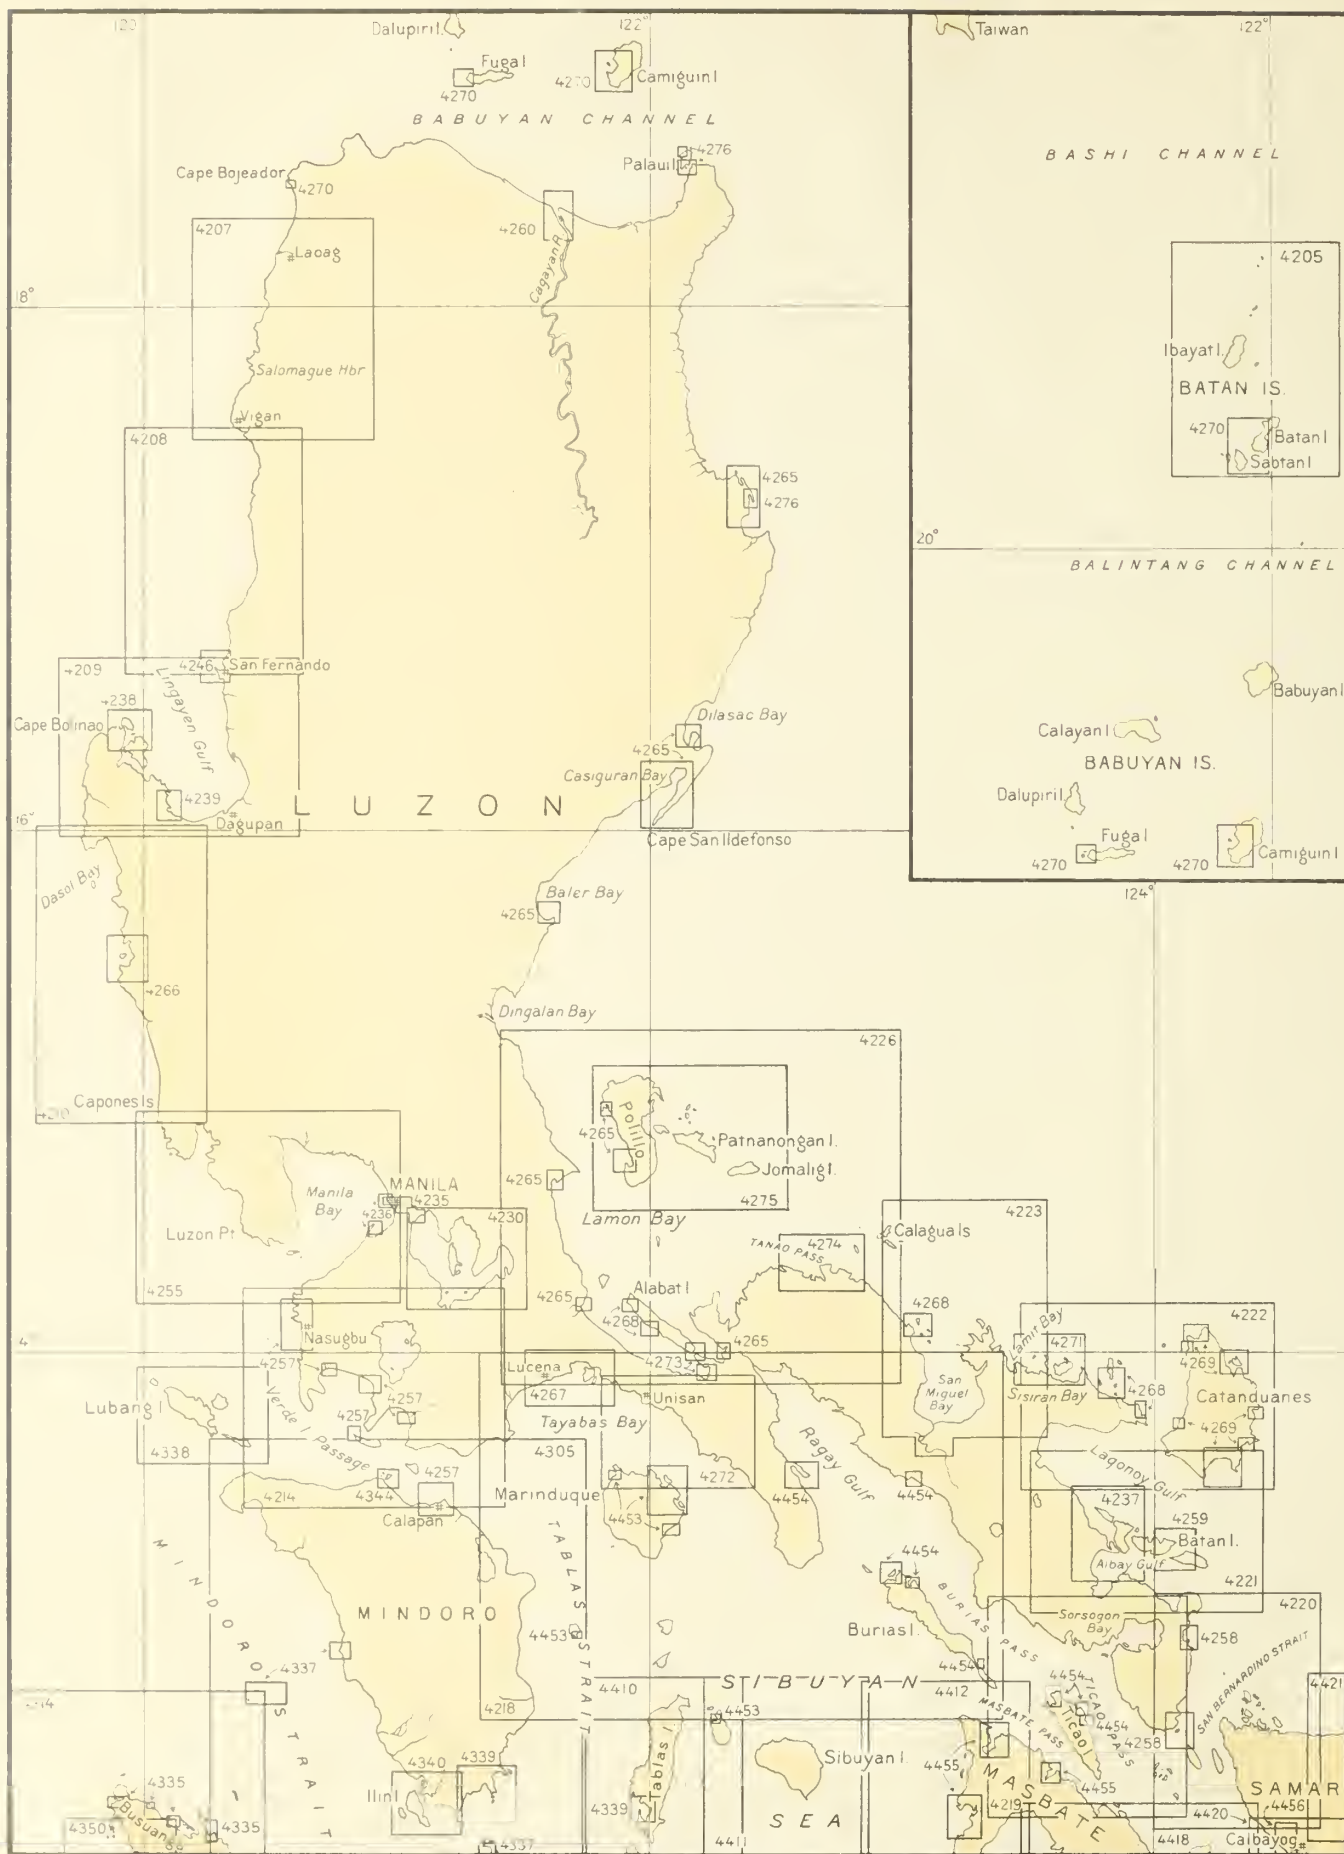 120
Dalupiri I.
122°
Fuga I
4270
4270
Camiguin I
BABUYAN CHANNEL
4276
Palaui I.
Cape Bojeador
4270
4207
4260
Cagayan R.
Laoag
18°
Salomague Hbr
Vigan
4208
4265
4276
4209
4246
San Fernando
4238
Lingayen Gulf
Cape Bolinao
Dilasac Bay
4265
Casiguran Bay
4239
LUZON
Dagupan
16°
Cape San Ildefonso
Dasol Bay
Baler Bay
4265
4266
Dingalan Bay
4226
Capones Is
4210
Polillo
4265
Patnanongan I.
Jomalig I.
4275
MANILA
4235
Manila Bay
4236
4265
Lamon Bay
4230
Luzon Pt
4223
Calagua Is
TANAO PASS
4274
4255
4265
Alabat I
4268
4268
4222
Nasugbu
4273
4265
Lamit Bay
4271
4269
4257
Lucena
4267
Unisan
San Miguel Bay
Sisiran Bay
4268
Catanduanes
Lubang I
4257
Tayabas Bay
4257
Verde I Passage
4338
4305
Ragay Gulf
4269
Lagonoy Gulf
4257
4272
4214
4344
Marinduque
4454
4454
4237
Calapan
4453
4259
Batan I.
Albay Gulf
TABLAS STRAIT
4454
4221
MINDORO STRAIT
MINDORO
BURIAS PASS
4220
Sorsogon Bay
4453
Burias I.
4258
4337
4454
SAN BERNARDINO STRAIT
4410
SIBUYAN
4412
4454
TICAO PASS
4421
4218
4453
MASBATE PASS
Ticao I
4454
4258
Tablas I
Sibuyan I.
4340
4339
4455
4455
Ilin I
MASBATE
SAMAR
4335
4339
SEA
4219
4420
4456
Busuanga
4350
4335
4337
4411
4418
Calbayog
Taiwan
122°
BASHI CHANNEL
4205
Ibayat I.
BATAN IS.
4270
Batan I
Sabtan I
20°
BALINTANG CHANNEL
Babuyan I
Calayan I
BABUYAN IS.
Dalupiri I
Fuga I
4270
4270
Camiguin I
124°